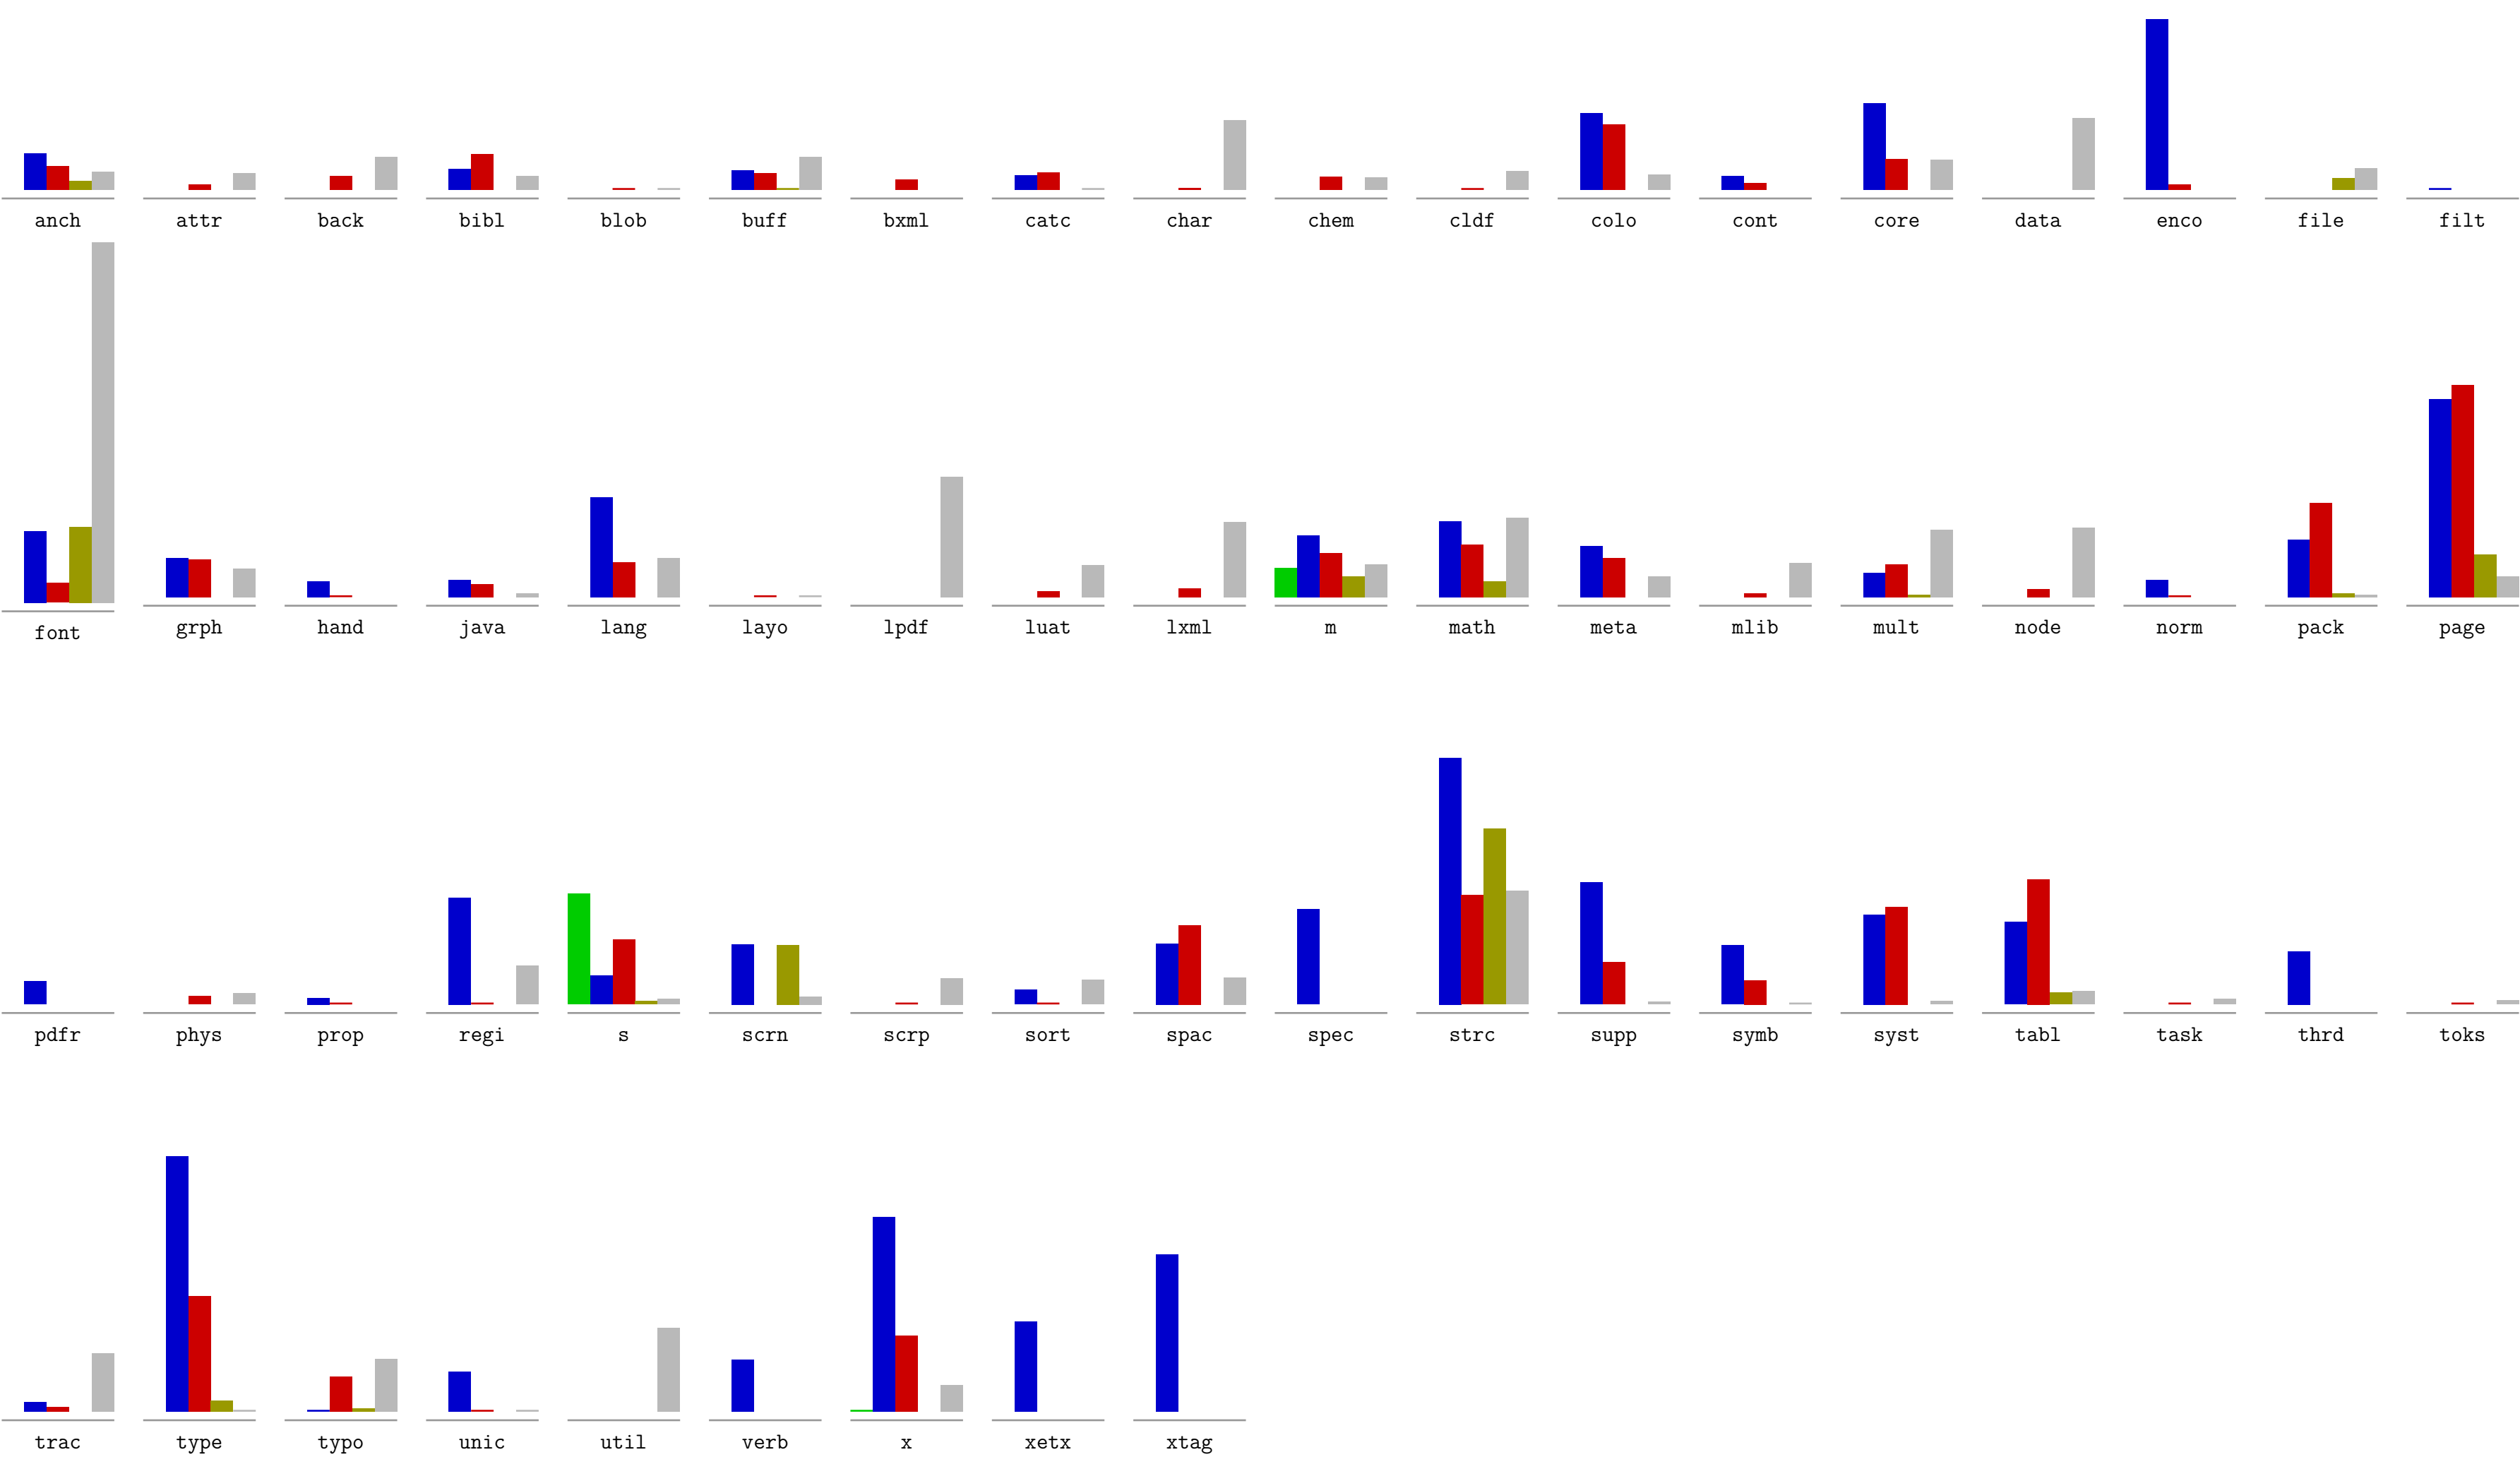 anch attr back bibl blob buff bxml catc char chem cldf colo cont core data enco file filt
font grph hand java lang layo lpdf luat lxml m math meta mlib mult node norm pack page
pdfr phys prop regi s scrn scrp sort spac spec strc supp symb syst tabl task thrd toks
trac type typo unic util verb x xetx xtag